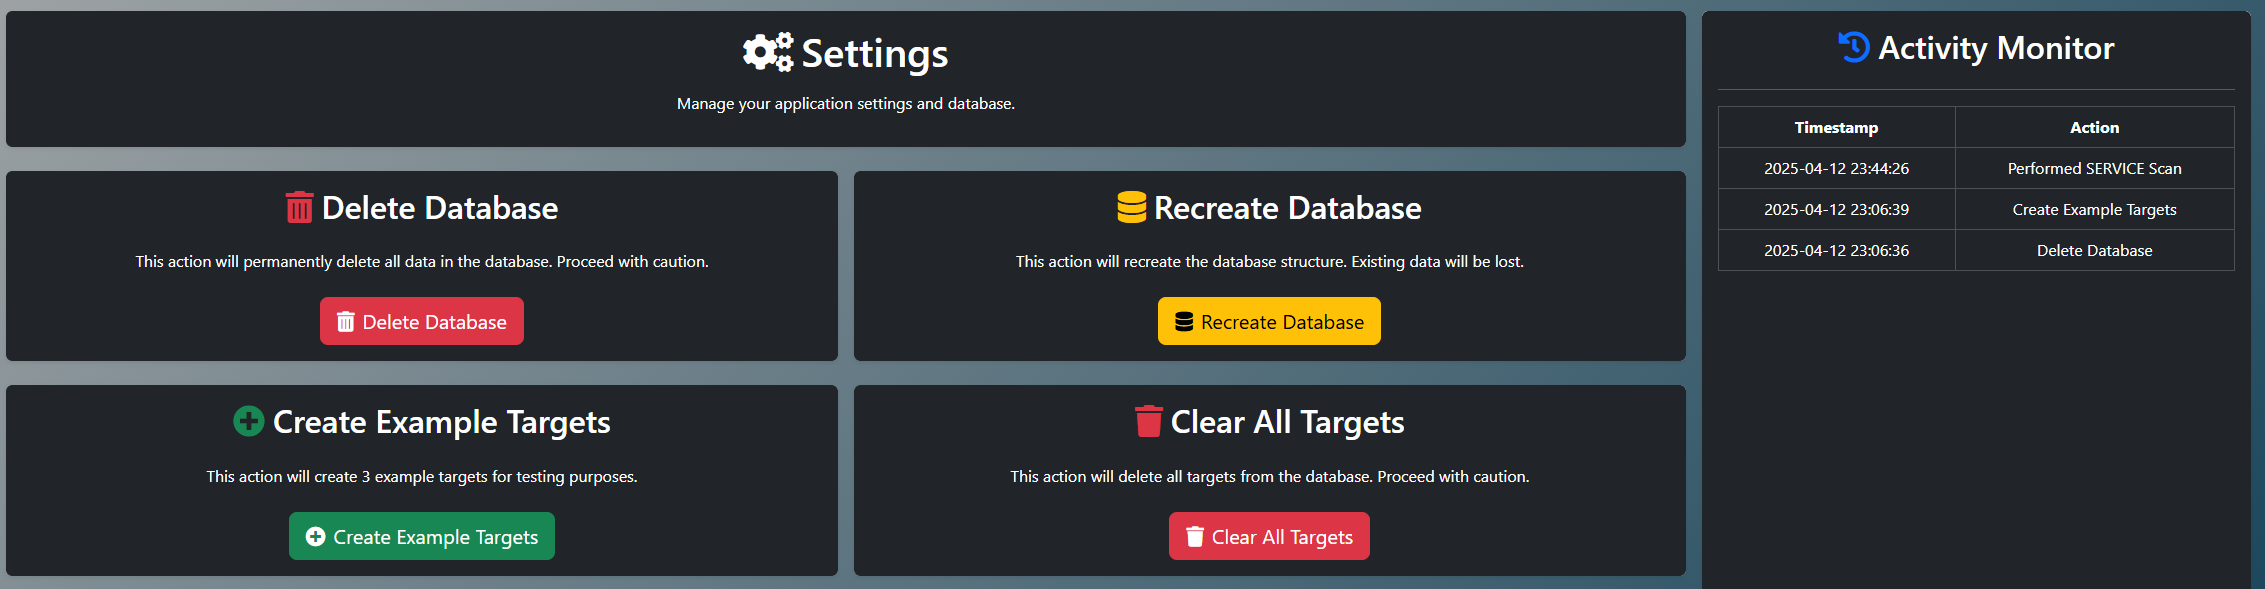 Settings
Manage your application settings and database.
Delete Database
This action will permanently delete all data in the database. Proceed with caution.
Delete Database
Recreate Database
This action will recreate the database structure. Existing data will be lost.
Recreate Database
Create Example Targets
This action will create 3 example targets for testing purposes.
Create Example Targets
Clear All Targets
This action will delete all targets from the database. Proceed with caution.
Clear All Targets
Activity Monitor
Timestamp Action
2025-04-12 23:44:26 Performed SERVICE Scan
2025-04-12 23:06:39 Create Example Targets
2025-04-12 23:06:36 Delete Database